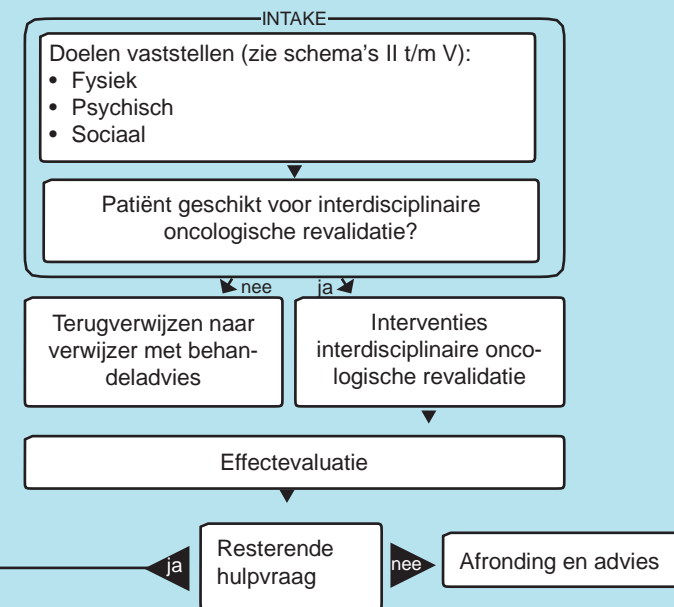 INTAKE
Doelen vaststellen (zie schema's II t/m V):
• Fysiek
• Psychisch
• Sociaal
Patiënt geschikt voor interdisciplinaire
oncologische revalidatie?
nee
ja
Terugverwijzen naar
verwijzer met behan-
deladvies
Interventies
interdisciplinaire onco-
logische revalidatie
Effectevaluatie
ja
Resterende
hulpvraag
nee
Afronding en advies